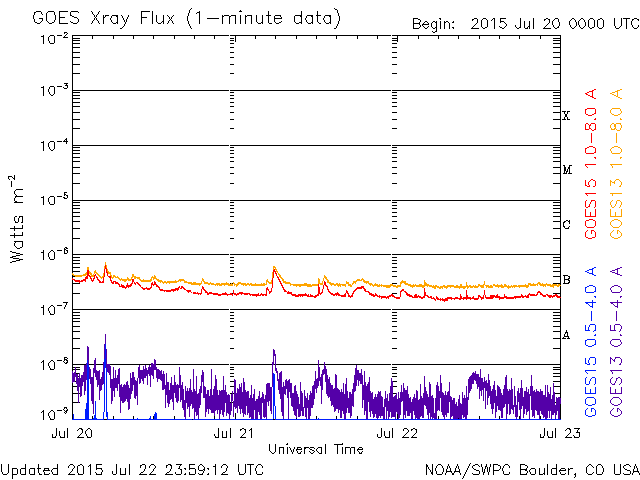 GOES Xray Flux (1-minute data)
Begin: 2015 Jul 20 0000 UTC
Watts m-2
10-2
10-3
10-4
10-5
10-6
10-7
10-8
10-9
X
M
C
B
A
GOES15 1.0-8.0 A
GOES13 1.0-8.0 A
GOES15 0.5-4.0 A
GOES13 0.5-4.0 A
Jul 20
Jul 21
Jul 22
Jul 23
Universal Time
Updated 2015 Jul 22 23:59:12 UTC
NOAA/SWPC Boulder, CO USA